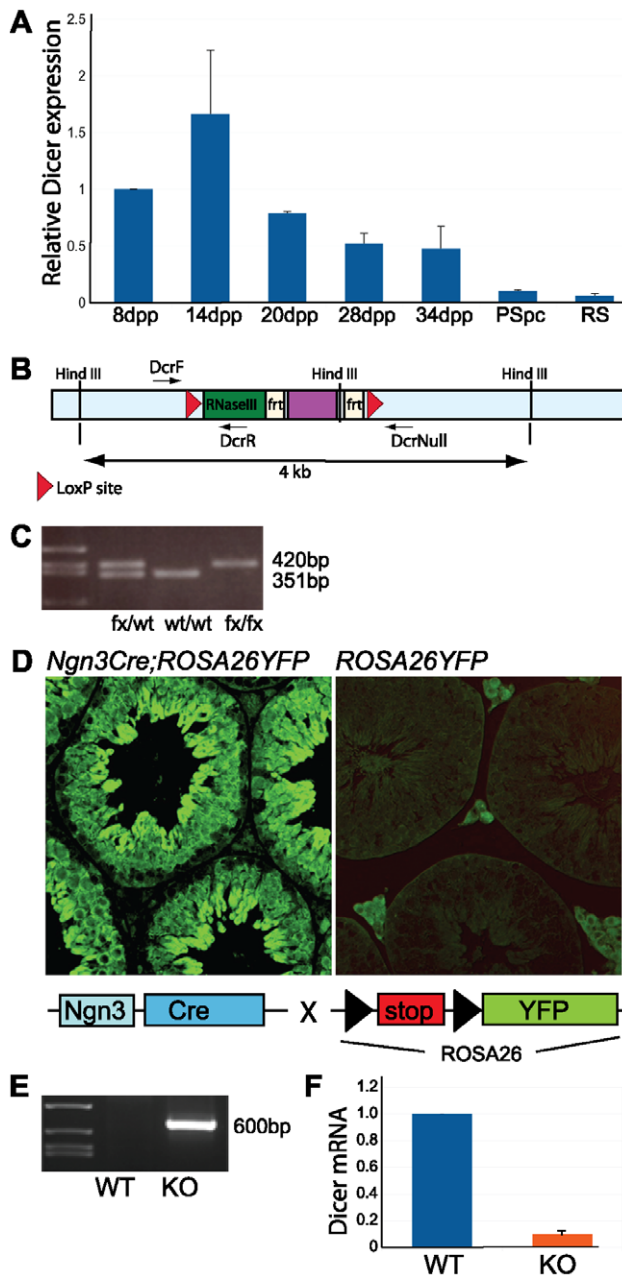 A
Relative Dicer expression
2.5
2
1.5
1
0.5
0
8dpp 14dpp 20dpp 28dpp 34dpp PSpc RS
B
Hind III DcrF Hind III Hind III
RNaseIII frt frt
DcrR DcrNull
4 kb
LoxP site
C
420bp
351bp
fx/wt wt/wt fx/fx
D Ngn3Cre;ROSA26YFP ROSA26YFP
Ngn3 Cre X stop YFP
ROSA26
E
600bp
WT KO
F
Dicer mRNA
1.2
1.0
0.8
0.6
0.4
0.2
0
WT KO